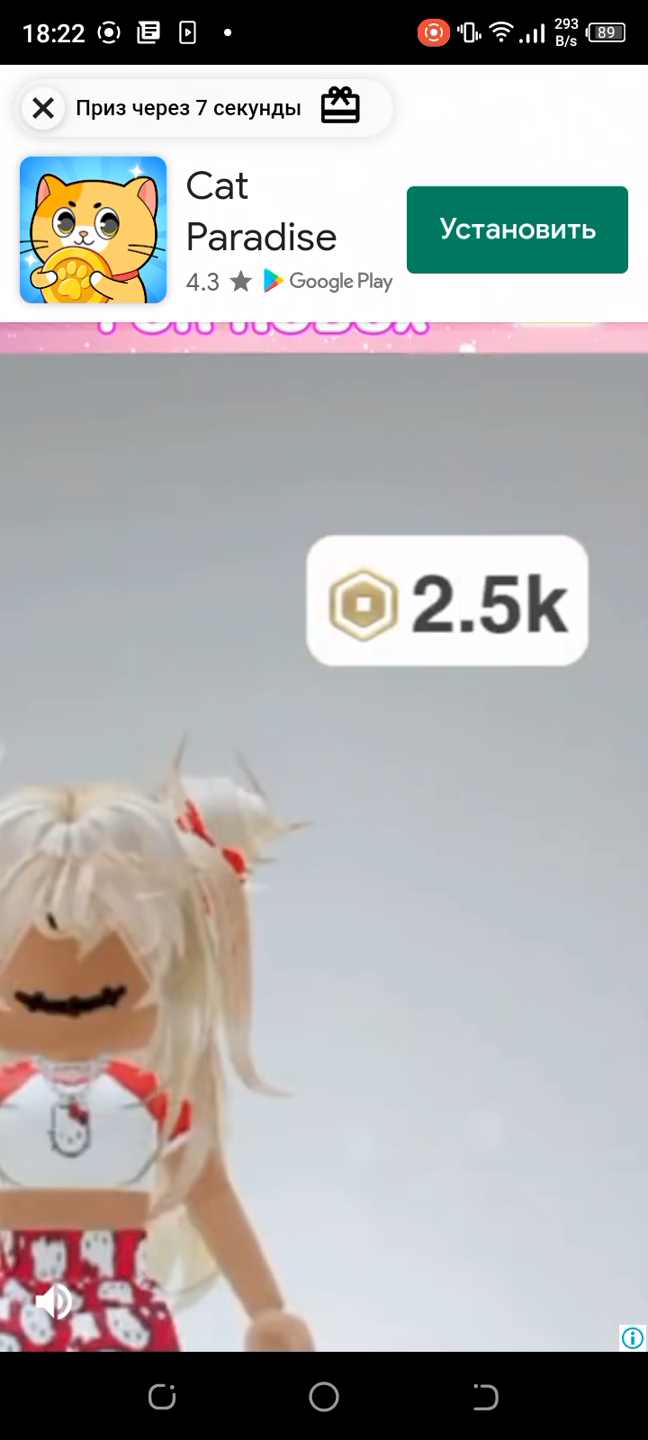 18:22
293
B/s
89
Приз через 7 секунды
Cat
Paradise
Установить
4.3 ★ Google Play
2.5k